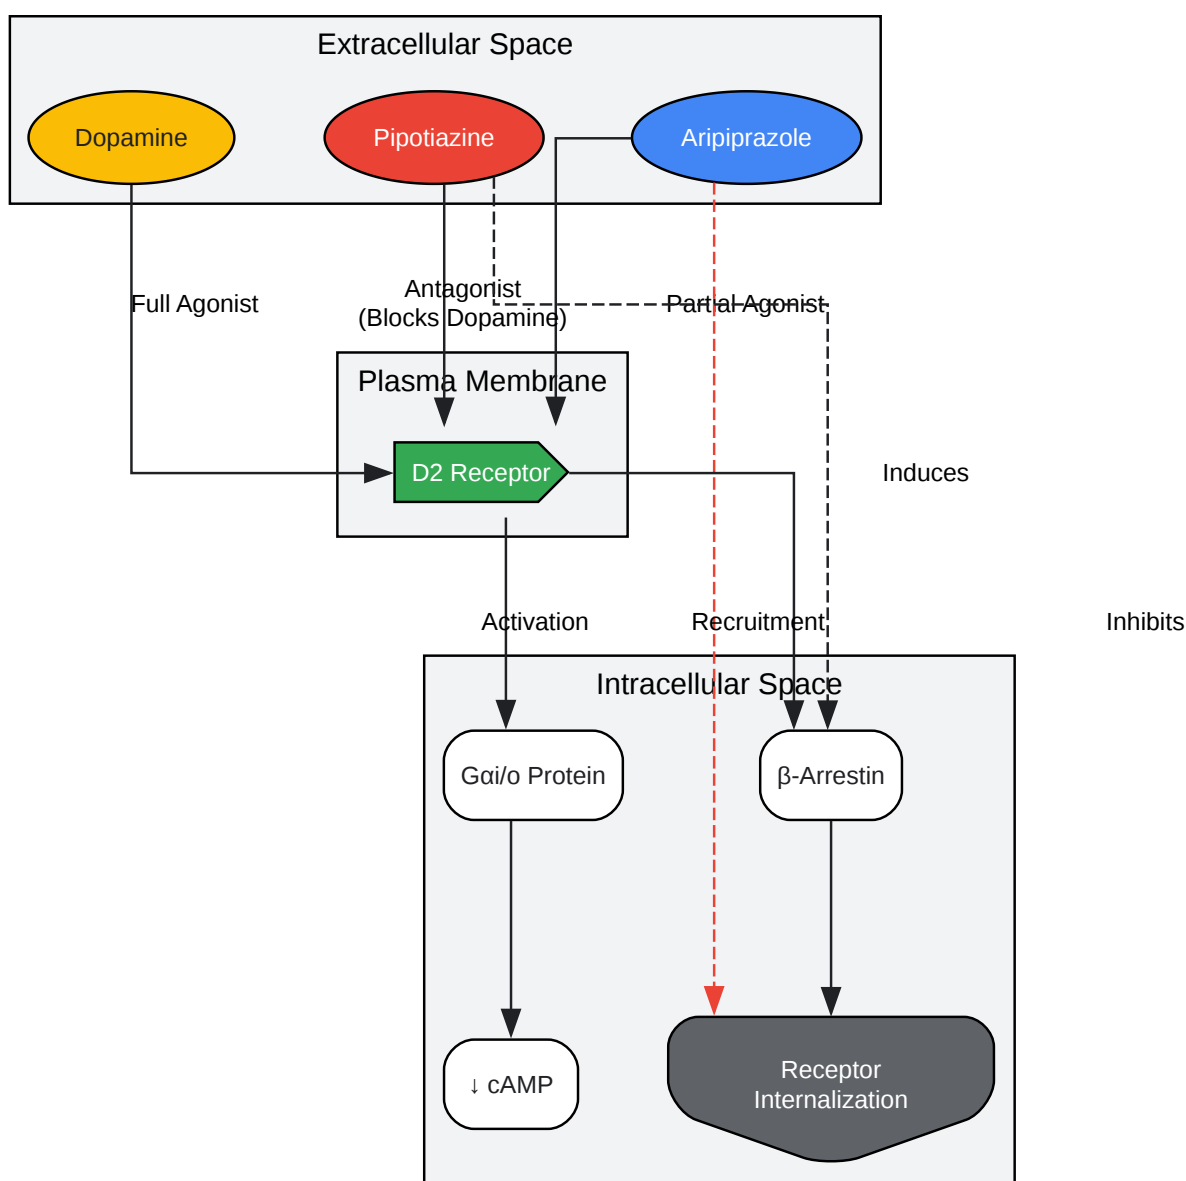 Extracellular Space
Dopamine
Pipotiazine
Aripiprazole
Full Agonist
Antagonist
(Blocks Dopamine)
Partial Agonist
Plasma Membrane
D2 Receptor
Induces
Activation
Recruitment
Inhibits
Intracellular Space
Gαi/o Protein
β-Arrestin
↓ cAMP
Receptor
Internalization